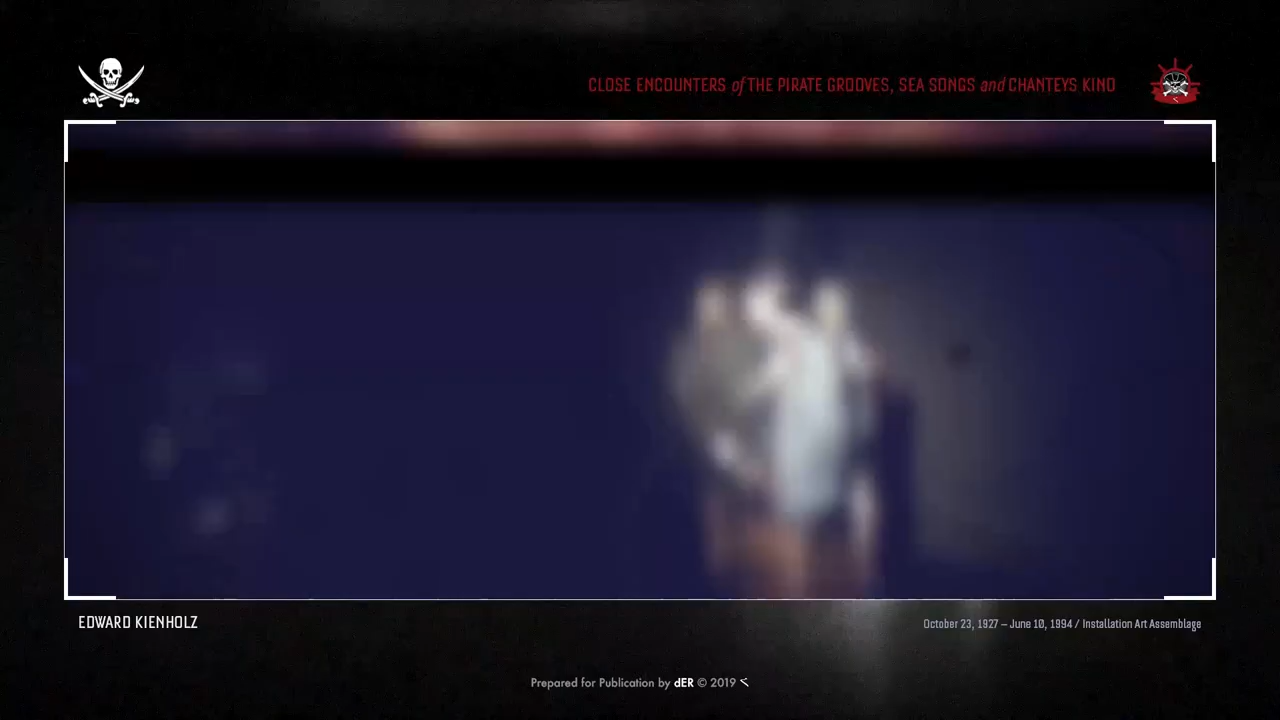 CLOSE ENCOUNTERS of THE PIRATE GROOVES, SEA SONGS and CHANTEYS KIND
EDWARD KIENHOLZ
October 23, 1927 – June 10, 1994 / Installation Art Assemblage
Prepared for Publication by dER © 2019